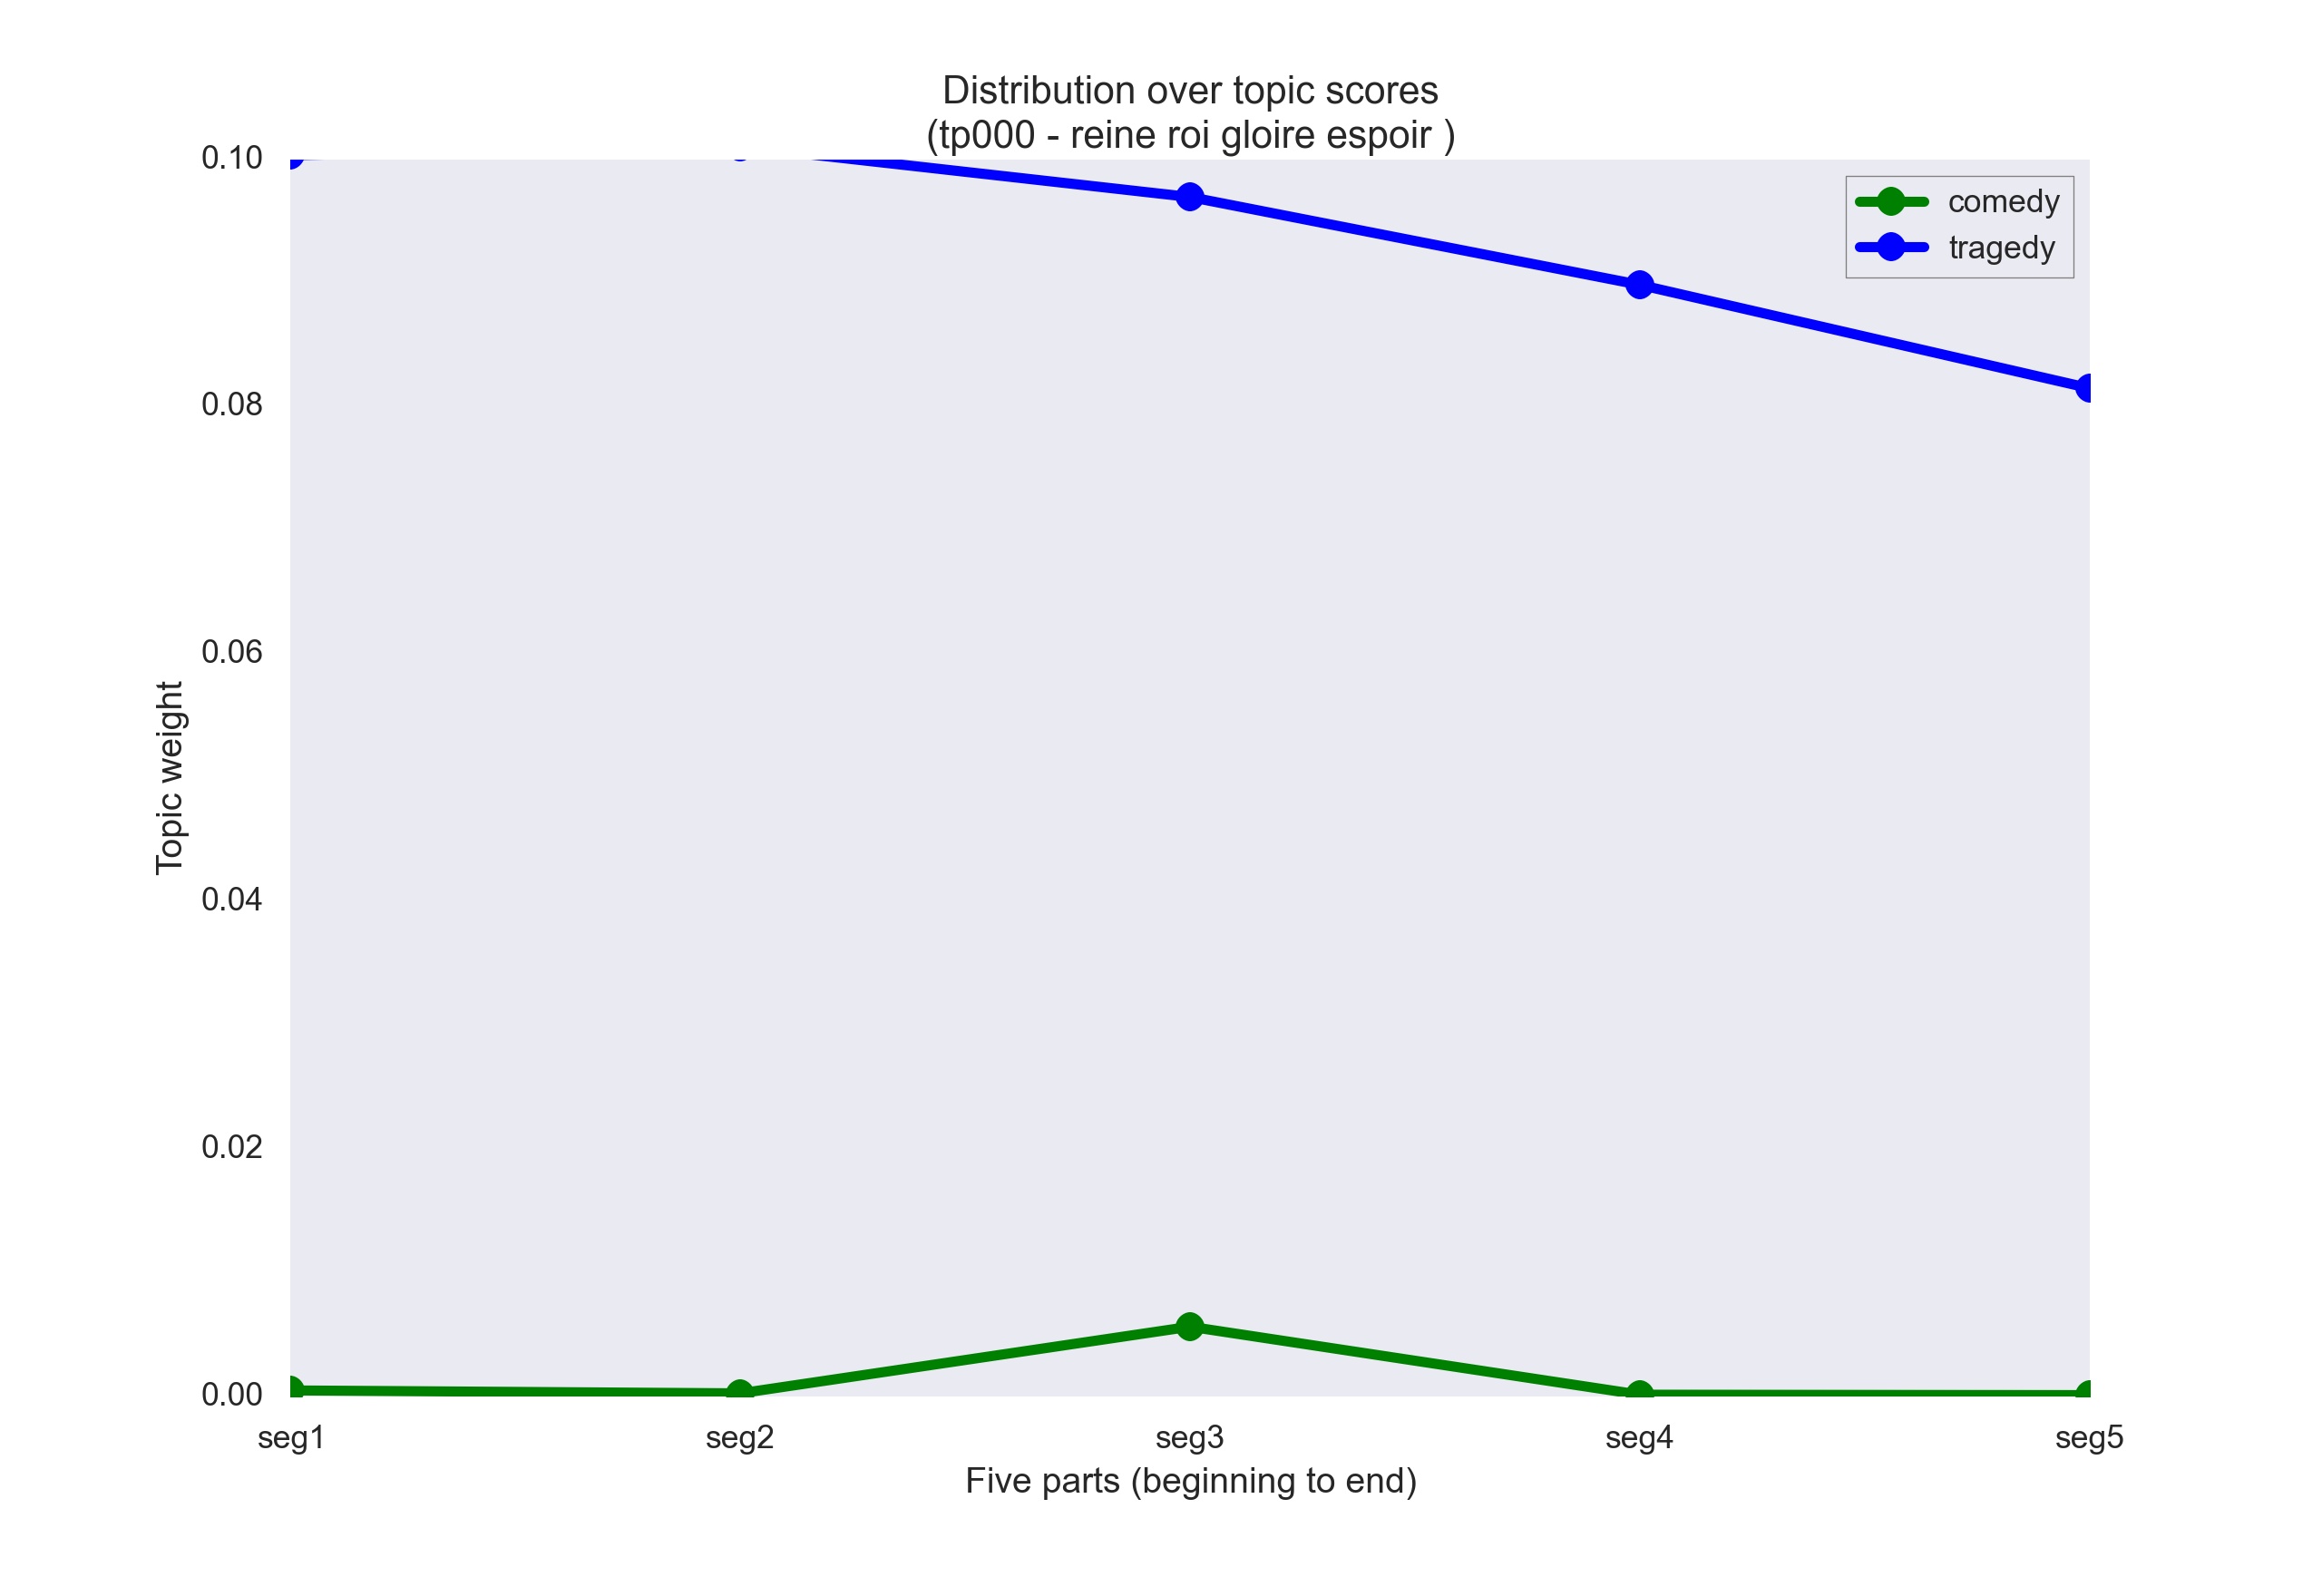 Distribution over topic scores
(tp000 - reine roi gloire espoir )
comedy
tragedy
Topic weight
0.10
0.08
0.06
0.04
0.02
0.00
seg1 seg2 seg3 seg4 seg5
Five parts (beginning to end)